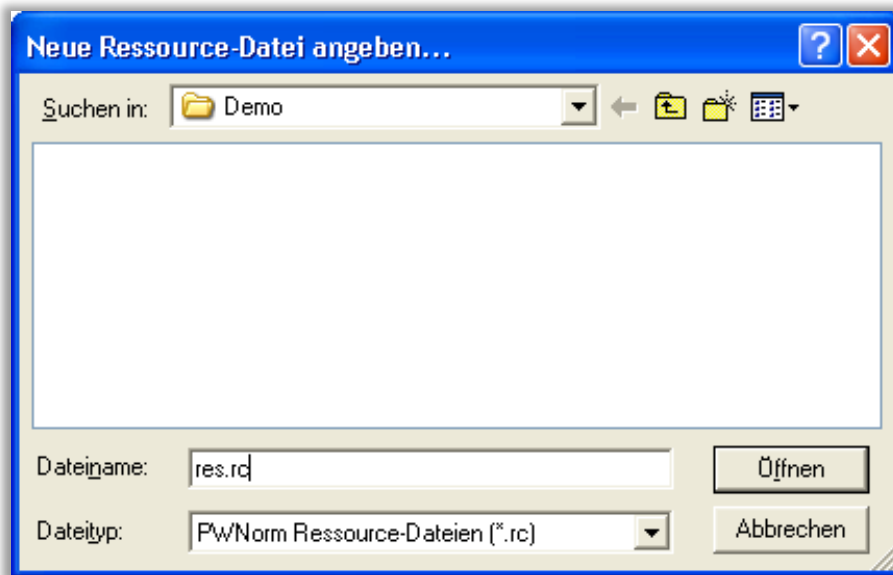 Neue Ressource-Datei angeben...
Suchen in: Demo
Dateiname: res.rc Öffnen
Dateityp: PWNorm Ressource-Dateien (*.rc) Abbrechen